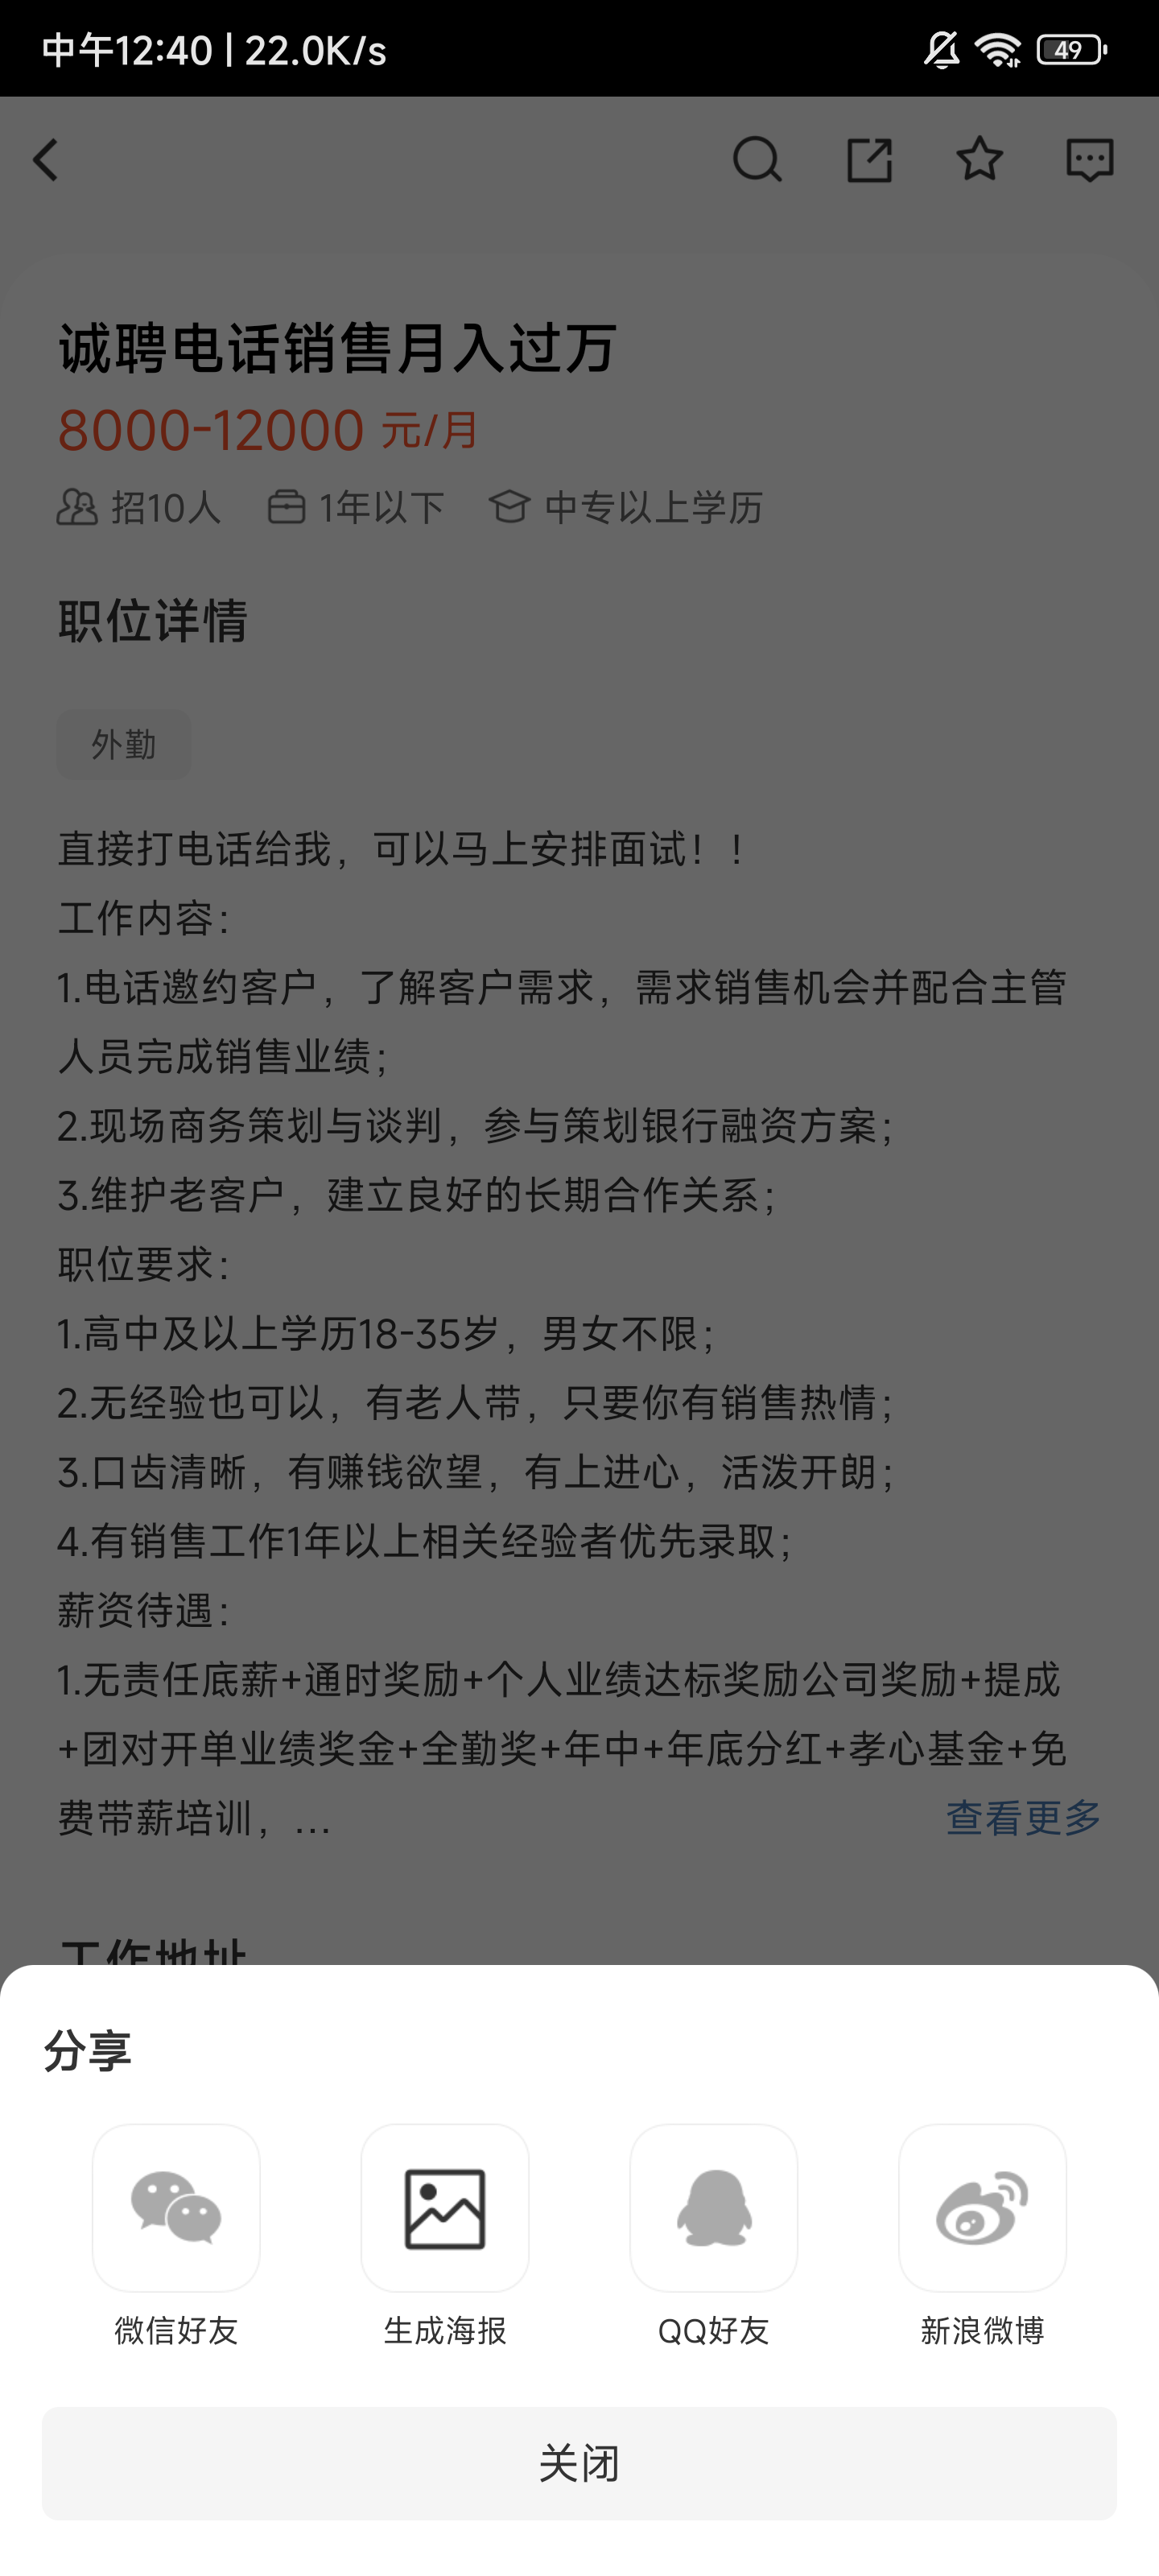 中午12:40 | 22.0K/s
49
诚聘电话销售月入过万
8000-12000 元/月
招10人 1年以下 中专以上学历
职位详情
外勤
直接打电话给我，可以马上安排面试！！
工作内容：
1.电话邀约客户，了解客户需求，需求销售机会并配合主管
人员完成销售业绩；
2.现场商务策划与谈判，参与策划银行融资方案；
3.维护老客户，建立良好的长期合作关系；
职位要求：
1.高中及以上学历18-35岁，男女不限；
2.无经验也可以，有老人带，只要你有销售热情；
3.口齿清晰，有赚钱欲望，有上进心，活泼开朗；
4.有销售工作1年以上相关经验者优先录取；
薪资待遇：
1.无责任底薪+通时奖励+个人业绩达标奖励公司奖励+提成
+团对开单业绩奖金+全勤奖+年中+年底分红+孝心基金+免
费带薪培训，... 查看更多
工作地址
分享
微信好友 生成海报 QQ好友 新浪微博
关闭